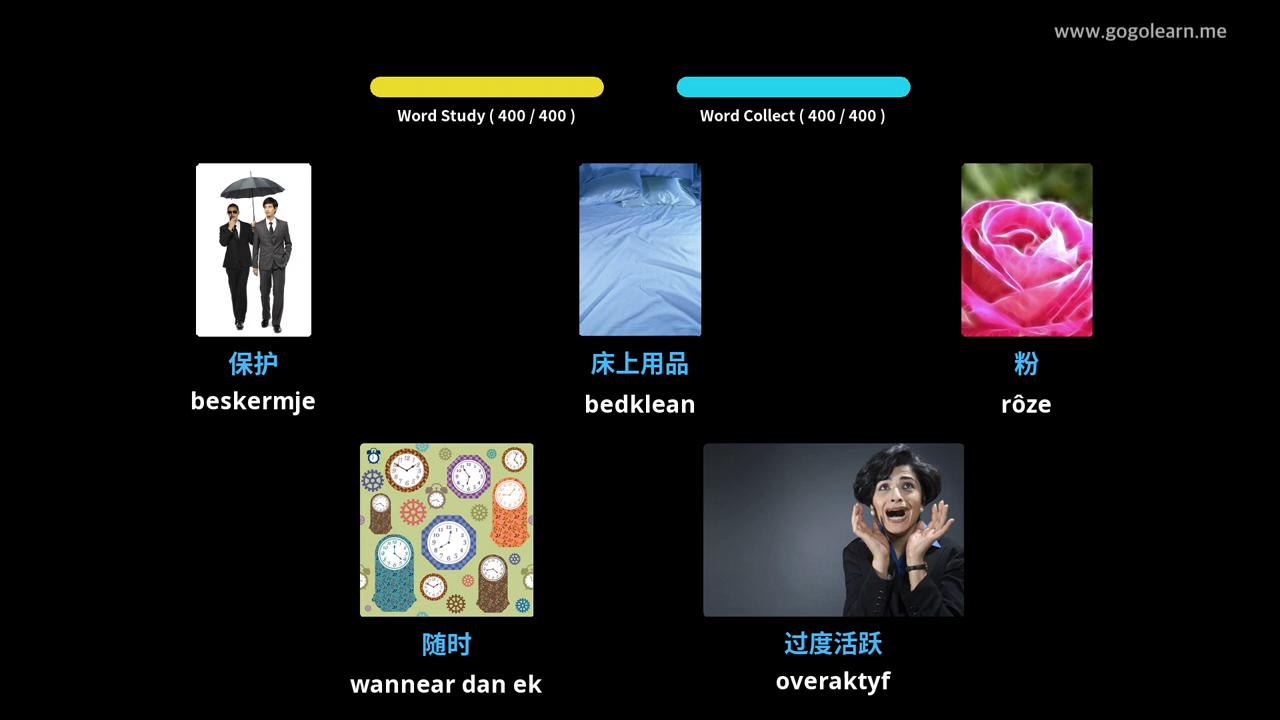 www.gogolearn.me
Word Study ( 400 / 400 )
Word Collect ( 400 / 400 )
保护
beskermje
床上用品
bedklean
粉
rôze
随时
wannear dan ek
过度活跃
overaktyf